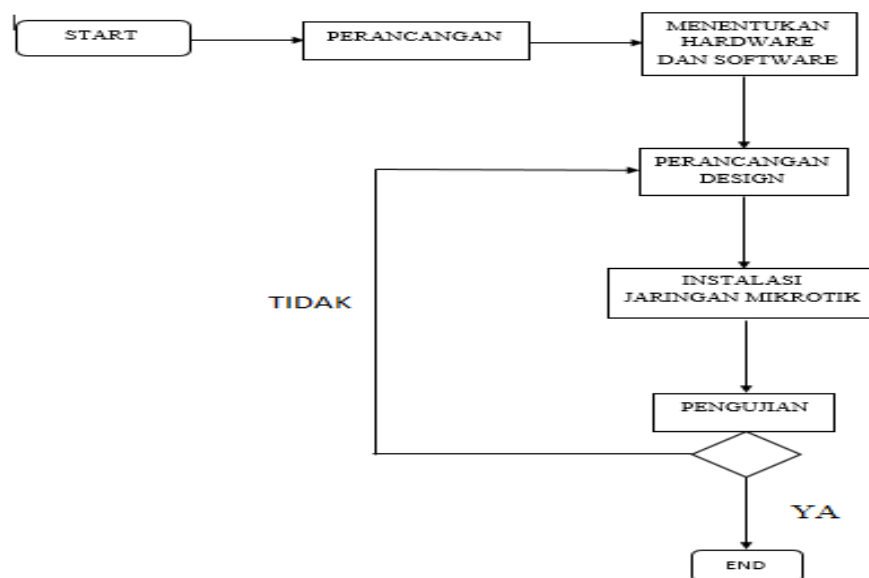 START
PERANCANGAN
MENENTUKAN
HARDWARE
DAN SOFTWARE
PERANCANGAN
DESIGN
INSTALASI
JARINGAN MIKROTIK
TIDAK
PENGUJIAN
YA
END